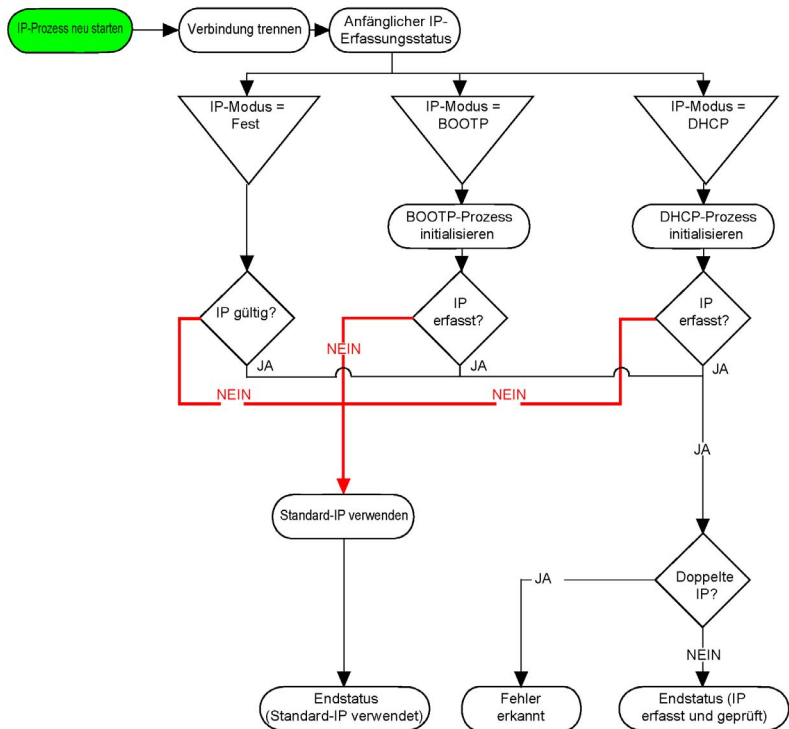 IP-Prozess neu starten
Verbindung trennen
Anfänglicher IP-
Erfassungsstatus
IP-Modus =
Fest
IP-Modus =
BOOTP
IP-Modus =
DHCP
BOOTP-Prozess
initialisieren
DHCP-Prozess
initialisieren
IP gültig?
IP
erfasst?
IP
erfasst?
NEIN
JA
JA
JA
NEIN
NEIN
JA
Standard-IP verwenden
JA
Doppelte
IP?
NEIN
Endstatus
(Standard-IP verwendet)
Fehler
erkannt
Endstatus (IP
erfasst und geprüft)